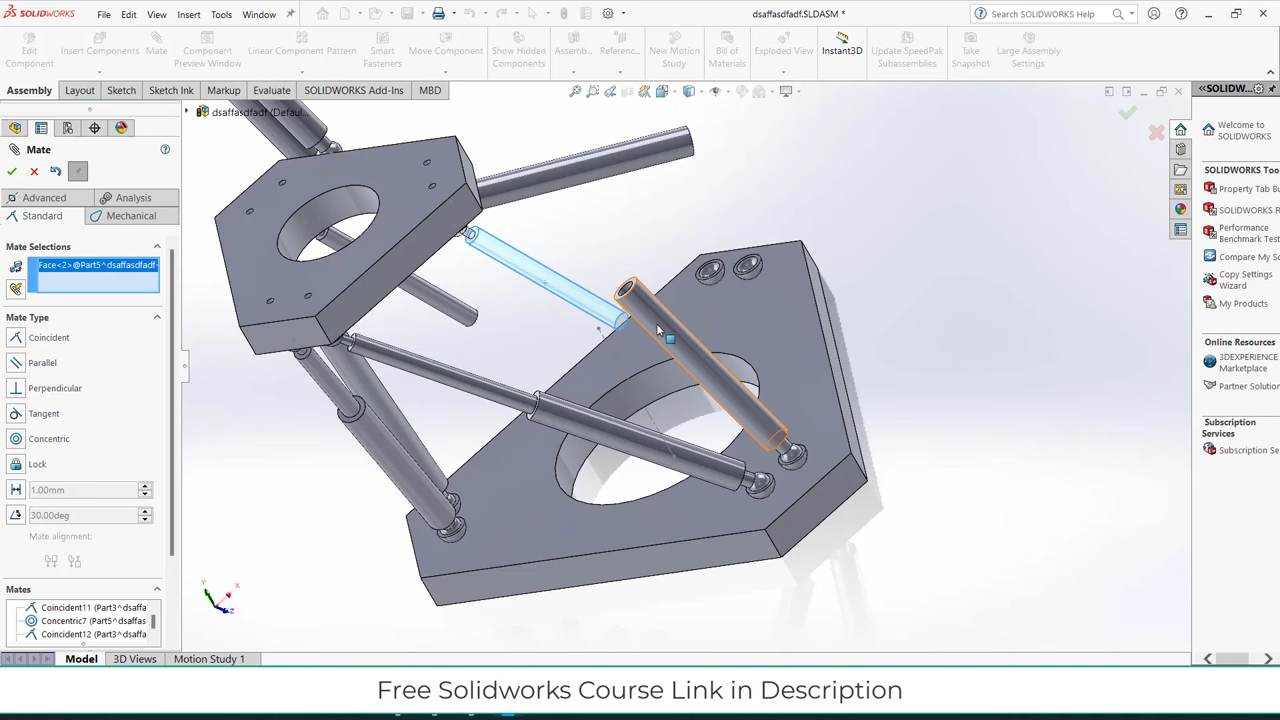 SOLIDWORKS
File Edit View Insert Tools Window
dsaffasdfadf.SLDASM *
Search SOLIDWORKS Help
Edit Component
Insert Components
Mate
Component Preview Window
Linear Component Pattern
Smart Fasteners
Move Component
Show Hidden Components
Assemb...
Referenc...
New Motion Study
Bill of Materials
Exploded View
Instant3D
Update SpeedPak Subassemblies
Take Snapshot
Large Assembly Settings
Assembly Layout Sketch Sketch Ink Markup Evaluate SOLIDWORKS Add-Ins MBD
«SOLIDW...
dsaffasdfadf (Defaul...
Mate
Advanced
Analysis
Standard
Mechanical
Mate Selections
Face<2>@Part5^dsaffasdfadf-
Mate Type
Coincident
Parallel
Perpendicular
Tangent
Concentric
Lock
1.00mm
30.00deg
Mate alignment:
Mates
Coincident11 (Part3^dsaffa
Concentric7 (Part5^dsaffas
Coincident12 (Part3^dsaffa
Y
X
Z
Welcome to
SOLIDWORKS
SOLIDWORKS Too
Property Tab Bu
SOLIDWORKS R
Performance
Benchmark Test
Compare My Sc
Copy Settings
Wizard
My Products
Online Resources
3DEXPERIENCE
Marketplace
Partner Solution
Subscription
Services
Subscription Se
Model 3D Views Motion Study 1
Free Solidworks Course Link in Description